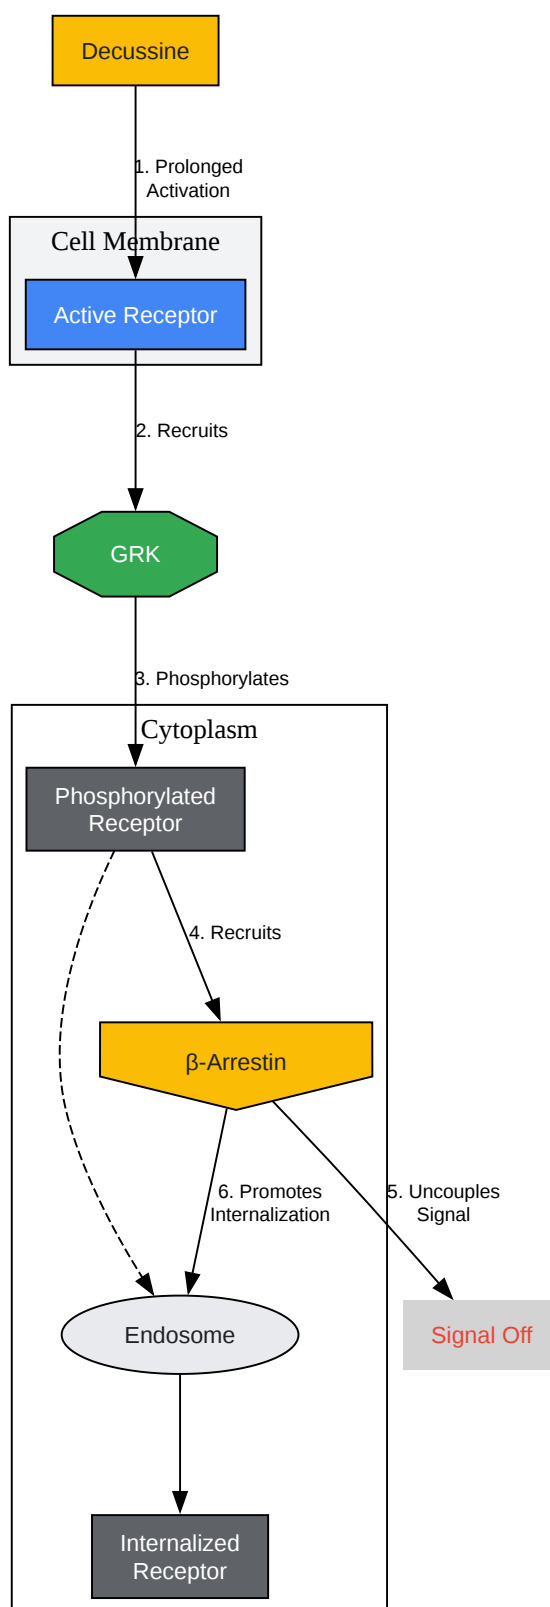 Decussine
1. Prolonged
Activation
Cell Membrane
Active Receptor
2. Recruits
GRK
3. Phosphorylates
Cytoplasm
Phosphorylated
Receptor
4. Recruits
β-Arrestin
6. Promotes
Internalization
5. Uncouples
Signal
Endosome
Signal Off
Internalized
Receptor